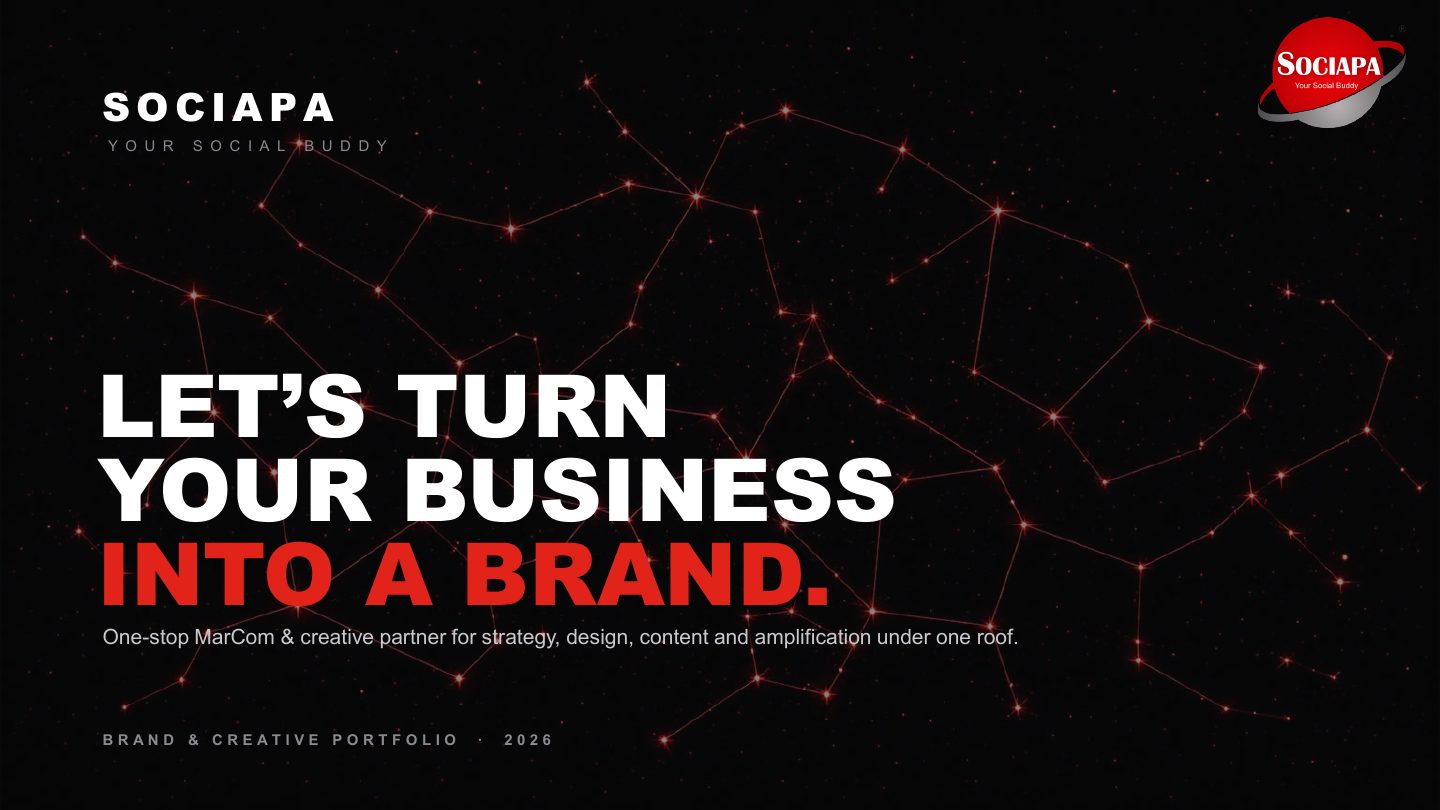 SOCIAPA
YOUR SOCIAL BUDDY
SOCIAPA
Your Social Buddy
®
LET’S TURN
YOUR BUSINESS
INTO A BRAND.
One-stop MarCom & creative partner for strategy, design, content and amplification under one roof.
BRAND & CREATIVE PORTFOLIO · 2026